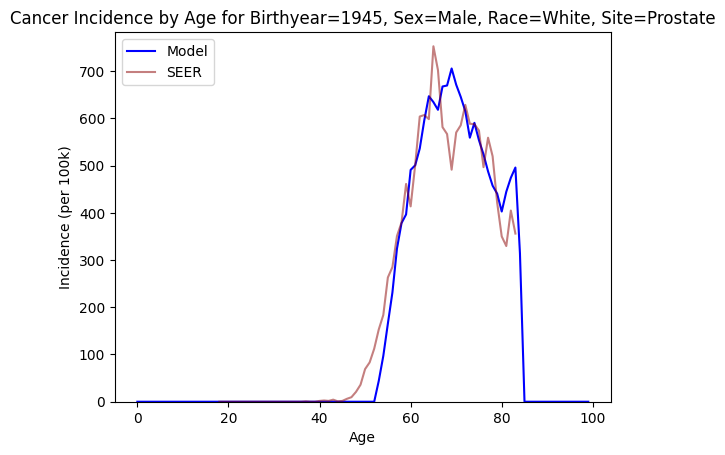 Cancer Incidence by Age for Birthyear=1945, Sex=Male, Race=White, Site=Prostate
Model
SEER
700
600
500
400
300
200
100
0
Incidence (per 100k)
0 20 40 60 80 100
Age